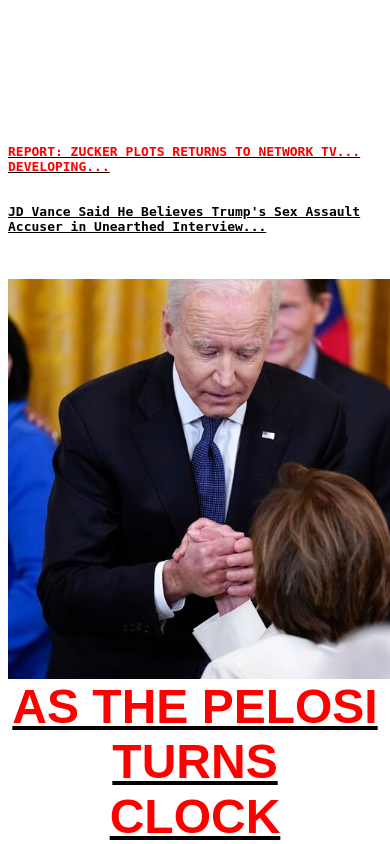 REPORT: ZUCKER PLOTS RETURNS TO NETWORK TV...
DEVELOPING...
JD Vance Said He Believes Trump's Sex Assault
Accuser in Unearthed Interview...
AS THE PELOSI
TURNS
CLOCK